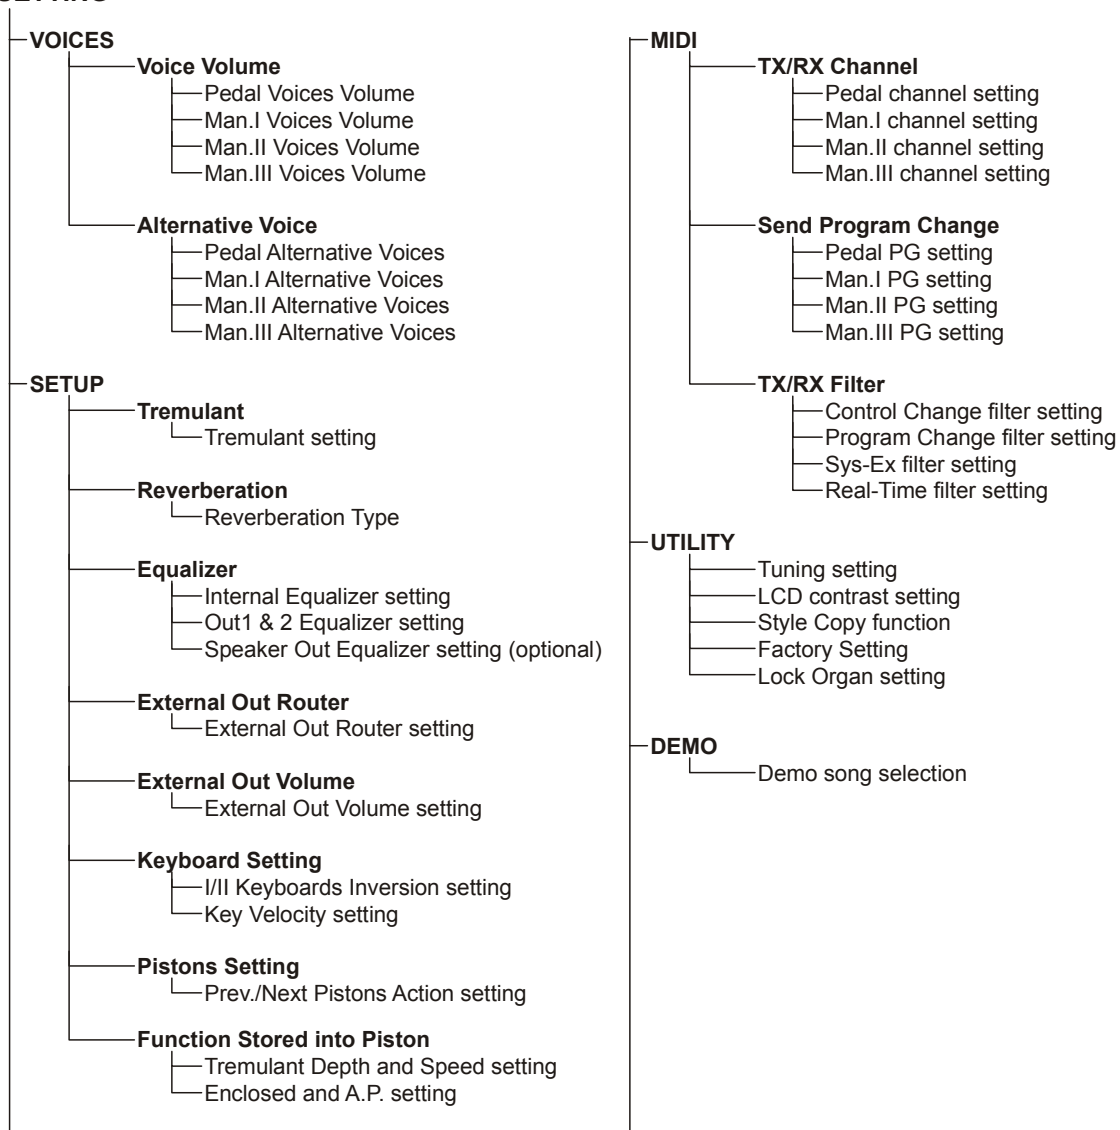 VOICES
Voice Volume
Pedal Voices Volume
Man.I Voices Volume
Man.II Voices Volume
Man.III Voices Volume
Alternative Voice
Pedal Alternative Voices
Man.I Alternative Voices
Man.II Alternative Voices
Man.III Alternative Voices
SETUP
Tremulant
Tremulant setting
Reverberation
Reverberation Type
Equalizer
Internal Equalizer setting
Out1 & 2 Equalizer setting
Speaker Out Equalizer setting (optional)
External Out Router
External Out Router setting
External Out Volume
External Out Volume setting
Keyboard Setting
I/II Keyboards Inversion setting
Key Velocity setting
Pistons Setting
Prev./Next Pistons Action setting
Function Stored into Piston
Tremulant Depth and Speed setting
Enclosed and A.P. setting
MIDI
TX/RX Channel
Pedal channel setting
Man.I channel setting
Man.II channel setting
Man.III channel setting
Send Program Change
Pedal PG setting
Man.I PG setting
Man.II PG setting
Man.III PG setting
TX/RX Filter
Control Change filter setting
Program Change filter setting
Sys-Ex filter setting
Real-Time filter setting
UTILITY
Tuning setting
LCD contrast setting
Style Copy function
Factory Setting
Lock Organ setting
DEMO
Demo song selection